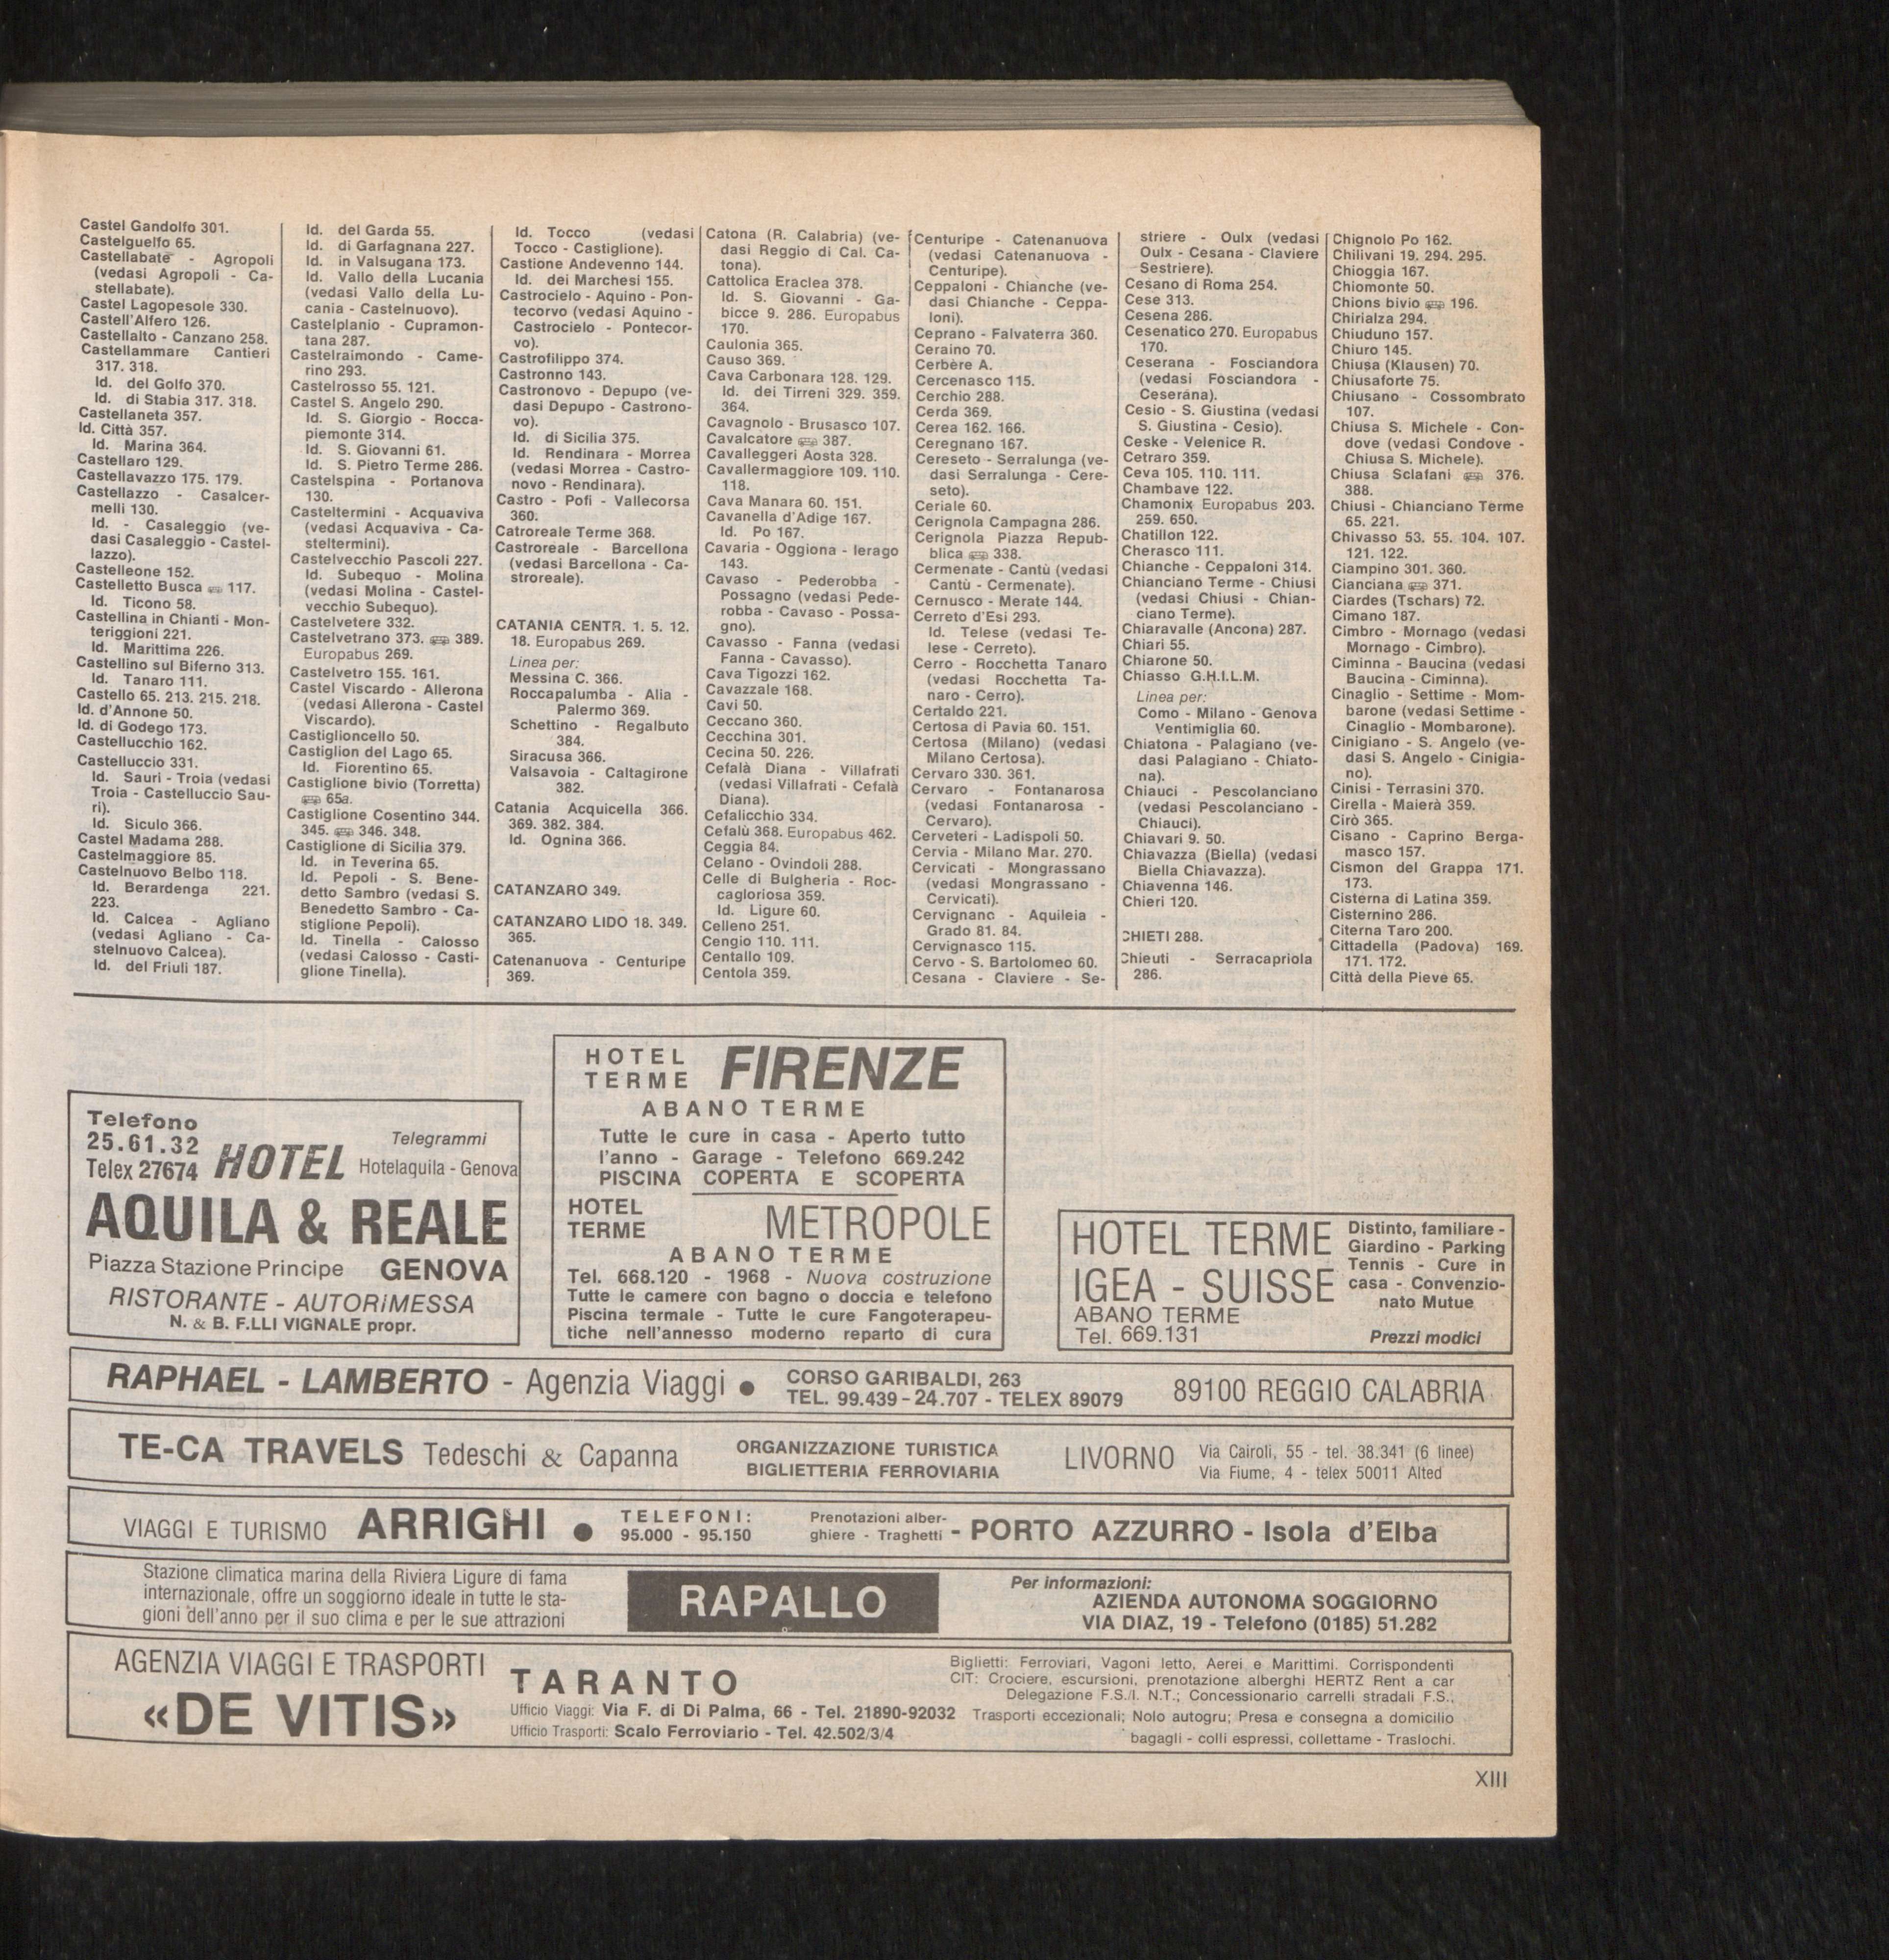 Castel Gandolfo 301.
Castelguelfo 65.
Castellabate - Agropoli
(vedasi Agropoli - Ca-
stellabate).
Castel Lagopesole 330.
Castell'Alfero 126.
Castellalto - Canzano 258.
Castellammare Cantieri
317. 318.
Id. del Golfo 370.
Id. di Stabia 317. 318.
Castellaneta 357.
Id. Città 357.
Id. Marina 364.
Castellaro 129.
Castellavazzo 175. 179.
Castellazzo - Casalcer-
melli 130.
Id. - Casaleggio (ve-
dasi Casaleggio - Castel-
lazzo).
Castelleone 152.
Castelletto Busca 117.
Id. Ticono 58.
Castellina in Chianti - Mon-
teriggioni 221.
Id. Marittima 226.
Castellino sul Biferno 313.
Id. Tanaro 111.
Castello 65. 213. 215. 218.
Id. d'Annone 50.
Id. di Godego 173.
Castellucchio 162.
Castelluccio 331.
Id. Sauri - Troia (vedasi
Troia - Castelluccio Sau-
ri).
Id. Siculo 366.
Castel Madama 288.
Castelmaggiore 85.
Castelnuovo Belbo 118.
Id. Berardenga 221.
223.
Id. Calcea - Agliano
(vedasi Agliano - Ca-
stelnuovo Calcea).
Id. del Friuli 187.
Id. del Garda 55.
Id. di Garfagnana 227.
Id. in Valsugana 173.
Id. Vallo della Lucania
(vedasi Vallo della Lu-
cania - Castelnuovo).
Castelplanio - Cupramon-
tana 287.
Castelraimondo - Came-
rino 293.
Castelrosso 55. 121.
Castel S. Angelo 290.
Id. S. Giorgio - Rocca-
piemonte 314.
Id. S. Giovanni 61.
Id. S. Pietro Terme 286.
Castelspina - Portanova
130.
Casteltermini - Acquaviva
(vedasi Acquaviva - Ca-
steltermini).
Castelvecchio Pascoli 227.
Id. Subequo - Molina
(vedasi Molina - Castel-
vecchio Subequo).
Castelvetere 332.
Castelvetrano 373. 389.
Europabus 269.
Castelvetro 155. 161.
Castel Viscardo - Allerona
(vedasi Allerona - Castel
Viscardo).
Castiglioncello 50.
Castiglion del Lago 65.
Id. Fiorentino 65.
Castiglione bivio (Torretta)
65a.
Castiglione Cosentino 344.
345. 346. 348.
Castiglione di Sicilia 379.
Id. in Teverina 65.
Id. Pepoli - S. Bene-
detto Sambro (vedasi S.
Benedetto Sambro - Ca-
stiglione Pepoli).
Id. Tinella - Calosso
(vedasi Calosso - Casti-
glione Tinella).
Id. Tocco (vedasi
Tocco - Castiglione).
Castione Andevenno 144.
Id. dei Marchesi 155.
Castrocielo - Aquino - Pon-
tecorvo (vedasi Aquino -
Castrocielo - Pontecor-
vo).
Castrofilippo 374.
Castronno 143.
Castronovo - Depupo (ve-
dasi Depupo - Castrono-
vo).
Id. di Sicilia 375.
Id. Rendinara - Morrea
(vedasi Morrea - Castro-
novo - Rendinara).
Castro - Pofi - Vallecorsa
360.
Catroreale Terme 368.
Castroreale - Barcellona
(vedasi Barcellona - Ca-
stroreale).
CATANIA CENTR. 1. 5. 12.
18. Europabus 269.
Linea per:
Messina C. 366.
Roccapalumba - Alia -
Palermo 369.
Schettino - Regalbuto
384.
Siracusa 366.
Valsavoia - Caltagirone
382.
Catania Acquicella 366.
369. 382. 384.
Id. Ognina 366.
CATANZARO 349.
CATANZARO LIDO 18. 349.
365.
Catenanuova - Centuripe
369.
Catona (R. Calabria) (ve-
dasi Reggio di Cal. Ca-
tona).
Cattolica Eraclea 378.
Id. S. Giovanni - Ga-
bicce 9. 286. Europabus
170.
Caulonia 365.
Causo 369.
Cava Carbonara 128. 129.
Id. dei Tirreni 329. 359.
364.
Cavagnolo - Brusasco 107.
Cavalcatore 387.
Cavalleggeri Aosta 328.
Cavallermaggiore 109. 110.
118.
Cava Manara 60. 151.
Cavanella d'Adige 167.
Id. Po 167.
Cavaria - Oggiona - Ierago
143.
Cavaso - Pederobba -
Possagno (vedasi Pede-
robba - Cavaso - Possa-
gno).
Cavasso - Fanna (vedasi
Fanna - Cavasso).
Cava Tigozzi 162.
Cavazzale 168.
Cavi 50.
Ceccano 360.
Cecchina 301.
Cecina 50. 226.
Cefalà Diana - Villafrati
(vedasi Villafrati - Cefalà
Diana).
Cefalicchio 334.
Cefalù 368. Europabus 462.
Ceggia 84.
Celano - Ovindoli 288.
Celle di Bulgheria - Roc-
cagloriosa 359.
Id. Ligure 60.
Celleno 251.
Cengio 110. 111.
Centallo 109.
Centola 359.
Centuripe - Catenanuova
(vedasi Catenanuova -
Centuripe).
Ceppaloni - Chianche (ve-
dasi Chianche - Ceppa-
loni).
Ceprano - Falvaterra 360.
Ceraino 70.
Cerbère A.
Cercenasco 115.
Cerchio 288.
Cerda 369.
Cerea 162. 166.
Ceregnano 167.
Cereseto - Serralunga (ve-
dasi Serralunga - Cere-
seto).
Ceriale 60.
Cerignola Campagna 286.
Cerignola Piazza Repub-
blica 338.
Cermenate - Cantù (vedasi
Cantù - Cermenate).
Cernusco - Merate 144.
Cerreto d'Esi 293.
Id. Telese (vedasi Te-
lese - Cerreto).
Cerro - Rocchetta Tanaro
(vedasi Rocchetta Ta-
naro - Cerro).
Certaldo 221.
Certosa di Pavia 60. 151.
Certosa (Milano) (vedasi
Milano Certosa).
Cervaro 330. 361.
Cervaro - Fontanarosa
(vedasi Fontanarosa -
Cervaro).
Cerveteri - Ladispoli 50.
Cervia - Milano Mar. 270.
Cervicati - Mongrassano
(vedasi Mongrassano -
Cervicati).
Cervignano - Aquileia -
Grado 81. 84.
Cervignasco 115.
Cervo - S. Bartolomeo 60.
Cesana - Claviere - Se-
striere - Oulx (vedasi
Oulx - Cesana - Claviere
Sestriere).
Cesano di Roma 254.
Cese 313.
Cesena 286.
Cesenatico 270. Europabus
170.
Ceserana - Fosciandora
(vedasi Fosciandora -
Ceserana).
Cesio - S. Giustina (vedasi
S. Giustina - Cesio).
Ceske - Velenice R.
Cetraro 359.
Ceva 105. 110. 111.
Chambave 122.
Chamonix Europabus 203.
259. 650.
Chatillon 122.
Cherasco 111.
Chianche - Ceppaloni 314.
Chianciano Terme - Chiusi
(vedasi Chiusi - Chian-
ciano Terme).
Chiaravalle (Ancona) 287.
Chiari 55.
Chiarone 50.
Chiasso G.H.I.L.M.
Linea per:
Como - Milano - Genova
Ventimiglia 60.
Chiatona - Palagiano (ve-
dasi Palagiano - Chiato-
na).
Chiauci - Pescolanciano
(vedasi Pescolanciano -
Chiauci).
Chiavari 9. 50.
Chiavazza (Biella) (vedasi
Biella Chiavazza).
Chiavenna 146.
Chieri 120.
CHIETI 288.
Chieuti - Serracapriola
286.
Chignolo Po 162.
Chilivani 19. 294. 295.
Chioggia 167.
Chiomonte 50.
Chions bivio 196.
Chirialza 294.
Chiuduno 157.
Chiuro 145.
Chiusa (Klausen) 70.
Chiusaforte 75.
Chiusano - Cossombrato
107.
Chiusa S. Michele - Con-
dove (vedasi Condove -
Chiusa S. Michele).
Chiusa Sclafani 376.
388.
Chiusi - Chianciano Terme
65. 221.
Chivasso 53. 55. 104. 107.
121. 122.
Ciampino 301. 360.
Cianciana 371.
Ciardes (Tschars) 72.
Cimano 187.
Cimbro - Mornago (vedasi
Mornago - Cimbro).
Ciminna - Baucina (vedasi
Baucina - Ciminna).
Cinaglio - Settime - Mom-
barone (vedasi Settime -
Cinaglio - Mombarone).
Cinigiano - S. Angelo (ve-
dasi S. Angelo - Cinigia-
no).
Cinisi - Terrasini 370.
Cirella - Maierà 359.
Cirò 365.
Cisano - Caprino Berga-
masco 157.
Cismon del Grappa 171.
173.
Cisterna di Latina 359.
Cisternino 286.
Citerna Taro 200.
Cittadella (Padova) 169.
171. 172.
Città della Pieve 65.
Telefono
25.61.32
Telex 27674
HOTEL
Telegrammi
Hotelaquila - Genova
AQUILA & REALE
Piazza Stazione Principe GENOVA
RISTORANTE - AUTORIMESSA
N. & B. F.LLI VIGNALE propr.
HOTEL
TERME
FIRENZE
ABANO TERME
Tutte le cure in casa - Aperto tutto
l'anno - Garage - Telefono 669.242
PISCINA COPERTA E SCOPERTA
HOTEL
TERME
METROPOLE
ABANO TERME
Tel. 668.120 - 1968 - Nuova costruzione
Tutte le camere con bagno o doccia e telefono
Piscina termale - Tutte le cure Fangoterapeu-
tiche nell'annesso moderno reparto di cura
HOTEL TERME
IGEA - SUISSE
ABANO TERME
Tel. 669.131
Distinto, familiare -
Giardino - Parking
Tennis - Cure in
casa - Convenzio-
nato Mutue
Prezzi modici
RAPHAEL - LAMBERTO - Agenzia Viaggi ●
CORSO GARIBALDI, 263
TEL. 99.439 - 24.707 - TELEX 89079
89100 REGGIO CALABRIA
TE-CA TRAVELS Tedeschi & Capanna
ORGANIZZAZIONE TURISTICA
BIGLIETTERIA FERROVIARIA
LIVORNO
Via Cairoli, 55 - tel. 38.341 (6 linee)
Via Fiume, 4 - telex 50011 Alted
VIAGGI E TURISMO ARRIGHI ●
TELEFONI:
95.000 - 95.150
Prenotazioni alber-
ghiere - Traghetti
- PORTO AZZURRO - Isola d'Elba
Stazione climatica marina della Riviera Ligure di fama
internazionale, offre un soggiorno ideale in tutte le sta-
gioni dell'anno per il suo clima e per le sue attrazioni
RAPALLO
Per informazioni:
AZIENDA AUTONOMA SOGGIORNO
VIA DIAZ, 19 - Telefono (0185) 51.282
AGENZIA VIAGGI E TRASPORTI
«DE VITIS»
TARANTO
Ufficio Viaggi: Via F. di Di Palma, 66 - Tel. 21890-92032
Ufficio Trasporti: Scalo Ferroviario - Tel. 42.502/3/4
Biglietti: Ferroviari, Vagoni letto, Aerei e Marittimi. Corrispondenti
CIT: Crociere, escursioni, prenotazione alberghi HERTZ Rent a car
Delegazione F.S./I. N.T.; Concessionario carrelli stradali F.S.,
Trasporti eccezionali; Nolo autogru; Presa e consegna a domicilio
bagagli - colli espressi, collettame - Traslochi.
XIII